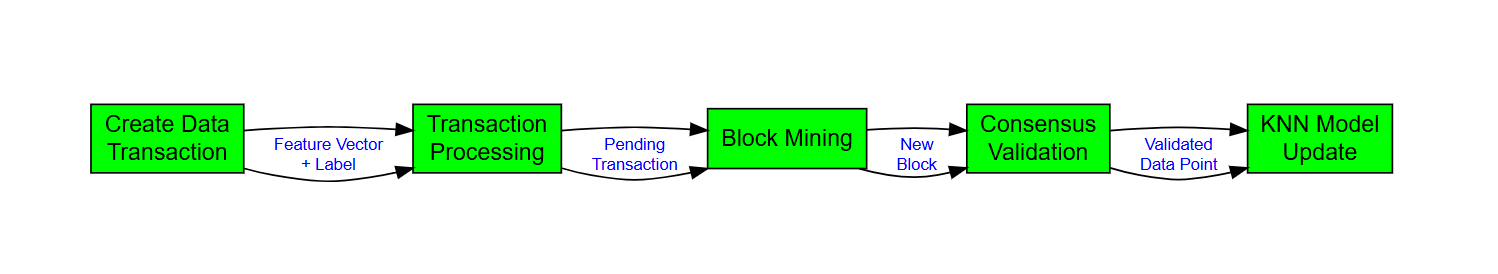 Create Data
Transaction
Feature Vector
+ Label
Transaction
Processing
Pending
Transaction
Block Mining
New
Block
Consensus
Validation
Validated
Data Point
KNN Model
Update